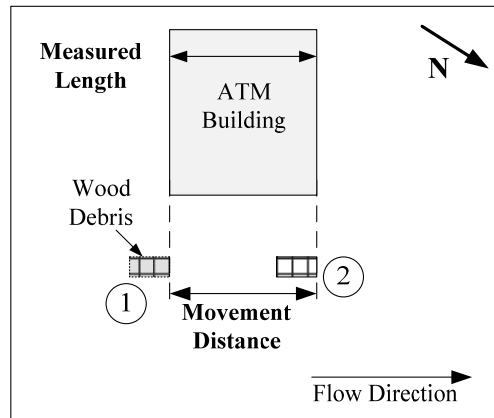 Measured
Length
ATM
Building
N
Wood
Debris
1
2
Movement
Distance
Flow Direction